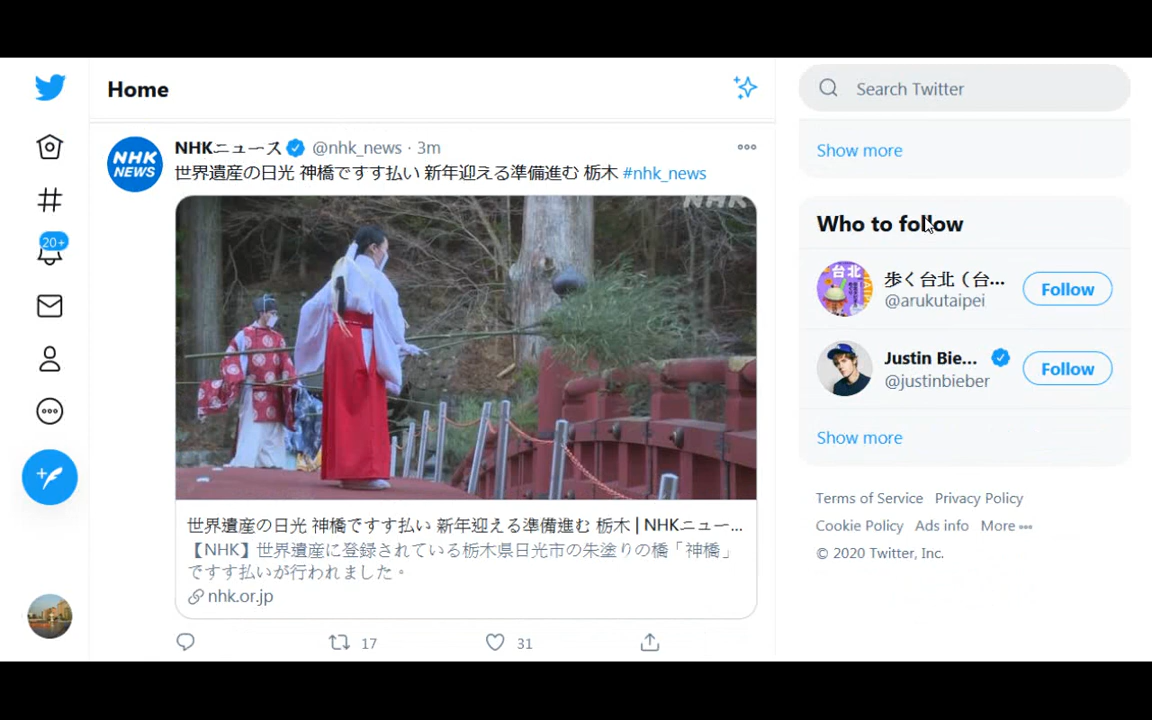 Home
NHK NEWS
NHKニュース @nhk_news · 3m
世界遺産の日光 神橋ですす払い 新年迎える準備進む 栃木 #nhk_news
NHK
世界遺産の日光 神橋ですす払い 新年迎える準備進む 栃木 | NHKニュー...
【NHK】世界遺産に登録されている栃木県日光市の朱塗りの橋「神橋」
ですす払いが行われました。
nhk.or.jp
17
31
20+
Search Twitter
Show more
Who to follow
台北
歩く台北（台...
@arukutaipei
Follow
Justin Bie...
@justinbieber
Follow
Show more
Terms of Service Privacy Policy
Cookie Policy Ads info More
© 2020 Twitter, Inc.